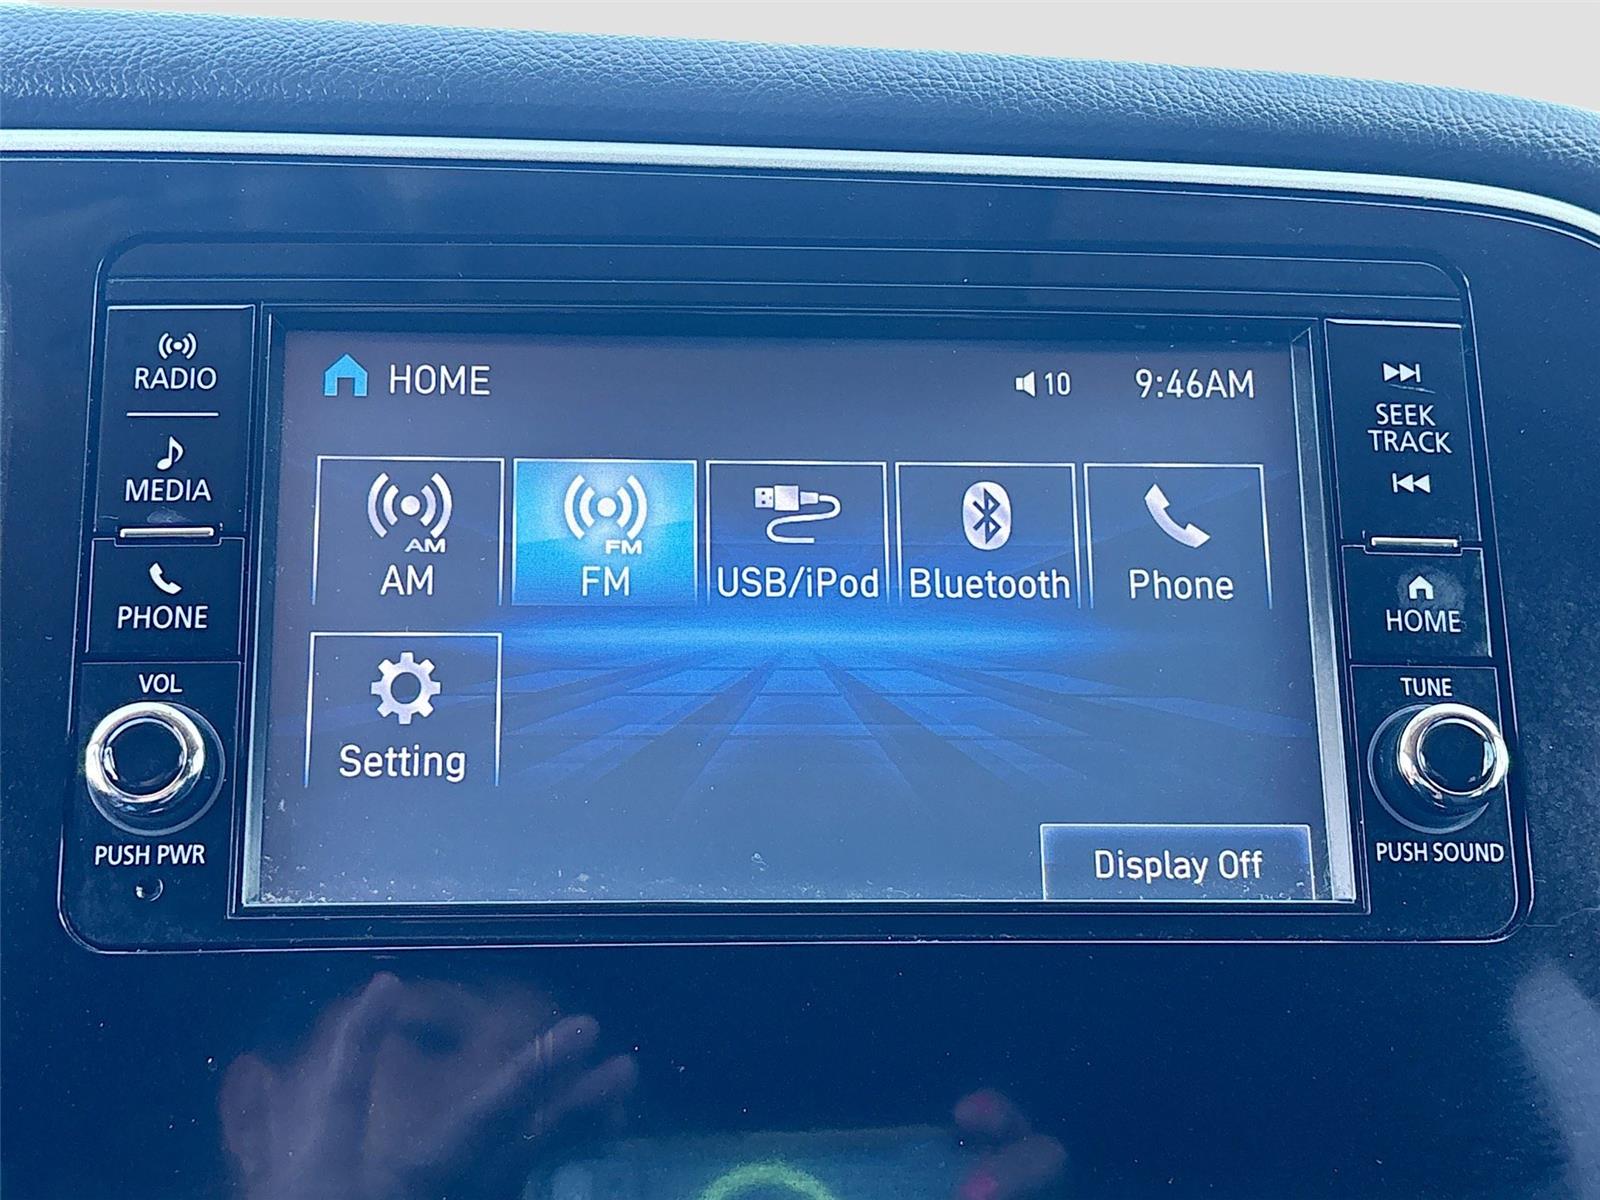 RADIO
MEDIA
PHONE
VOL
PUSH PWR
HOME
10
9:46AM
AM
AM
FM
FM
USB/iPod
Bluetooth
Phone
Setting
Display Off
SEEK
TRACK
HOME
TUNE
PUSH SOUND